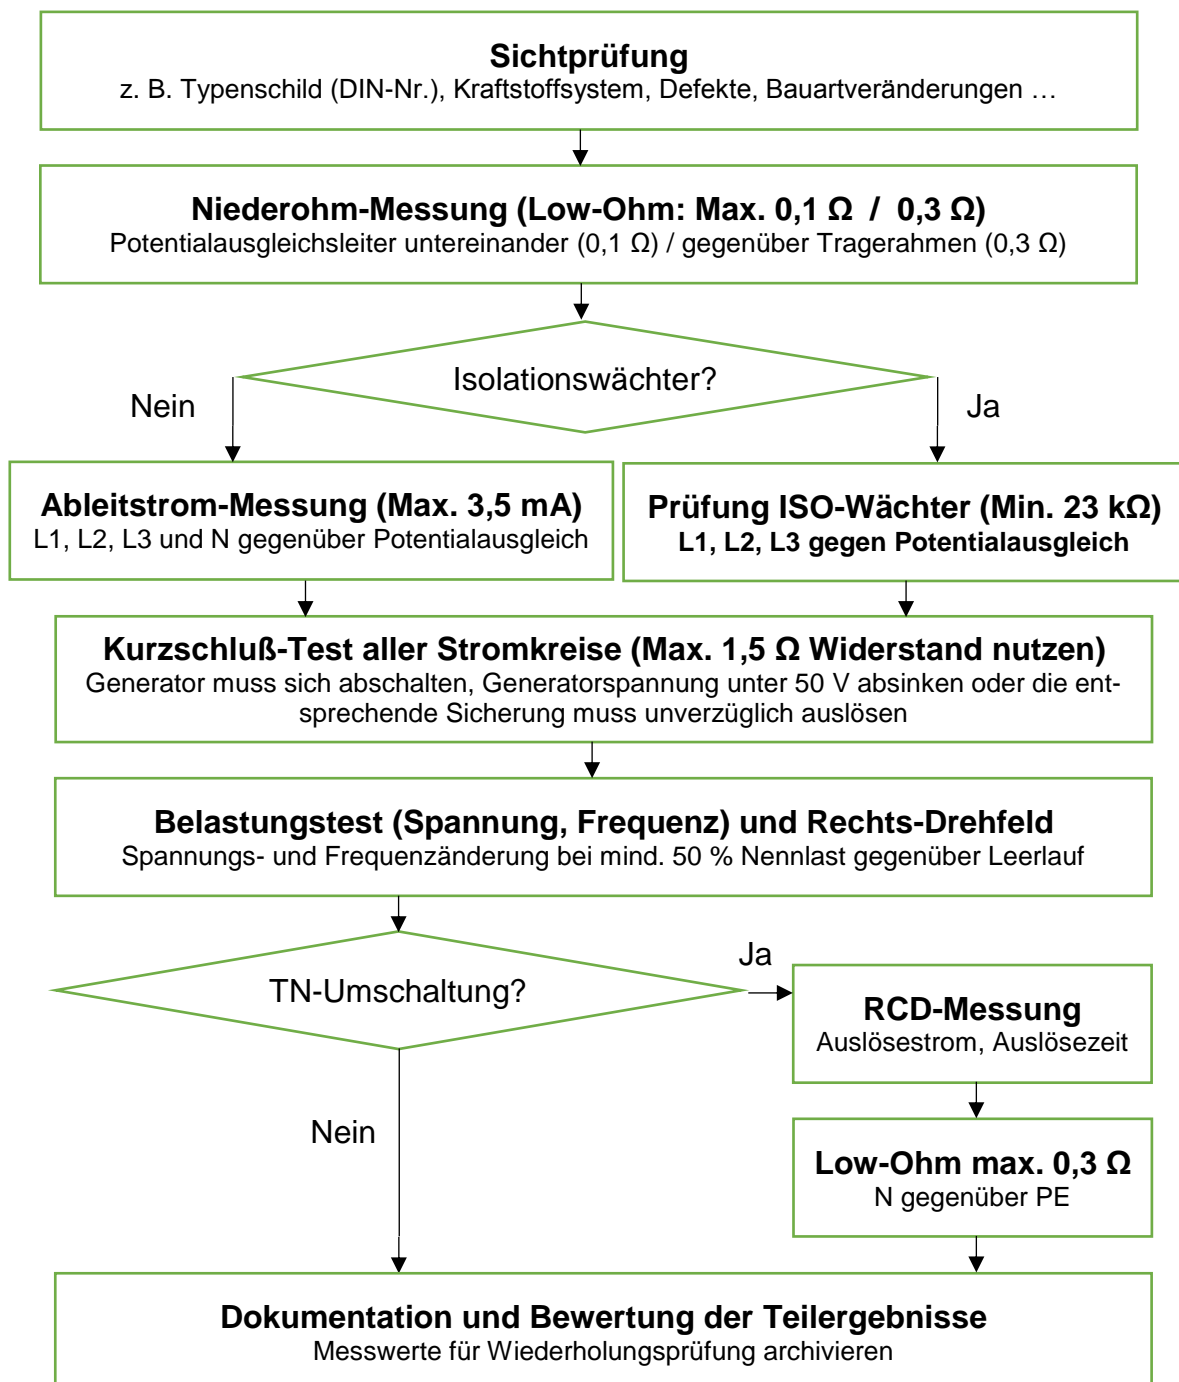 Sichtprüfung
z. B. Typenschild (DIN-Nr.), Kraftstoffsystem, Defekte, Bauartveränderungen …
Niederohm-Messung (Low-Ohm: Max. 0,1 Ω / 0,3 Ω)
Potentialausgleichsleiter untereinander (0,1 Ω) / gegenüber Tragerahmen (0,3 Ω)
Isolationswächter?
Nein
Ja
Ableitstrom-Messung (Max. 3,5 mA)
L1, L2, L3 und N gegenüber Potentialausgleich
Prüfung ISO-Wächter (Min. 23 kΩ)
L1, L2, L3 gegen Potentialausgleich
Kurzschluß-Test aller Stromkreise (Max. 1,5 Ω Widerstand nutzen)
Generator muss sich abschalten, Generatorspannung unter 50 V absinken oder die ent-
sprechende Sicherung muss unverzüglich auslösen
Belastungstest (Spannung, Frequenz) und Rechts-Drehfeld
Spannungs- und Frequenzänderung bei mind. 50 % Nennlast gegenüber Leerlauf
TN-Umschaltung?
Ja
RCD-Messung
Auslösestrom, Auslösezeit
Nein
Low-Ohm max. 0,3 Ω
N gegenüber PE
Dokumentation und Bewertung der Teilergebnisse
Messwerte für Wiederholungsprüfung archivieren